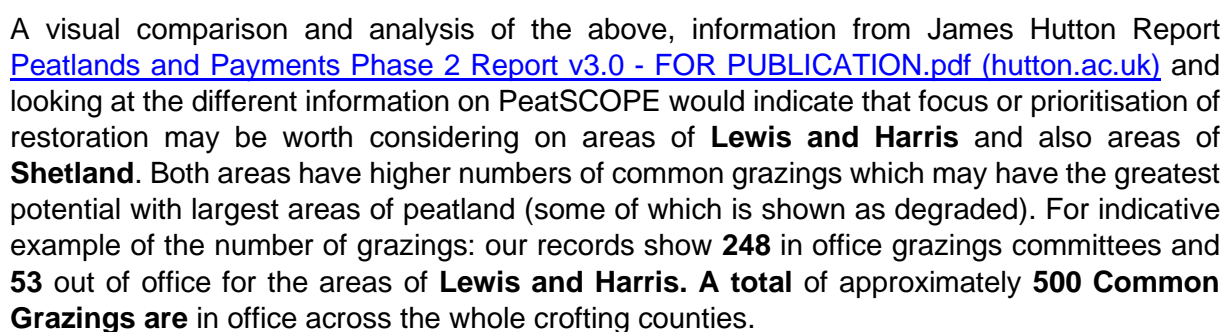 A visual comparison and analysis of the above, information from James Hutton Report
Peatlands and Payments Phase 2 Report v3.0 - FOR PUBLICATION.pdf (hutton.ac.uk) and
looking at the different information on PeatSCOPE would indicate that focus or prioritisation of
restoration may be worth considering on areas of Lewis and Harris and also areas of
Shetland. Both areas have higher numbers of common grazings which may have the greatest
potential with largest areas of peatland (some of which is shown as degraded). For indicative
example of the number of grazings: our records show 248 in office grazings committees and
53 out of office for the areas of Lewis and Harris. A total of approximately 500 Common
Grazings are in office across the whole crofting counties.